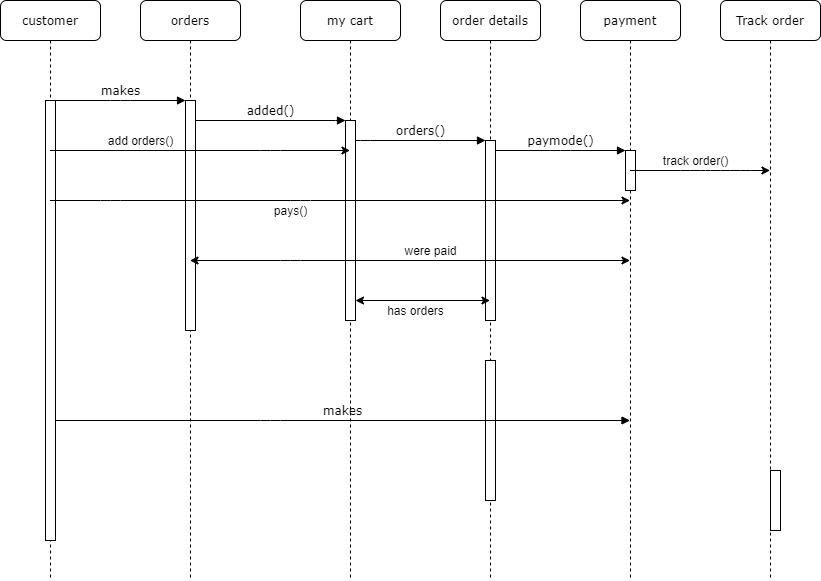 customer
orders
my cart
order details
payment
Track order
makes
added()
orders()
add orders()
paymode()
track order()
pays()
were paid
has orders
makes